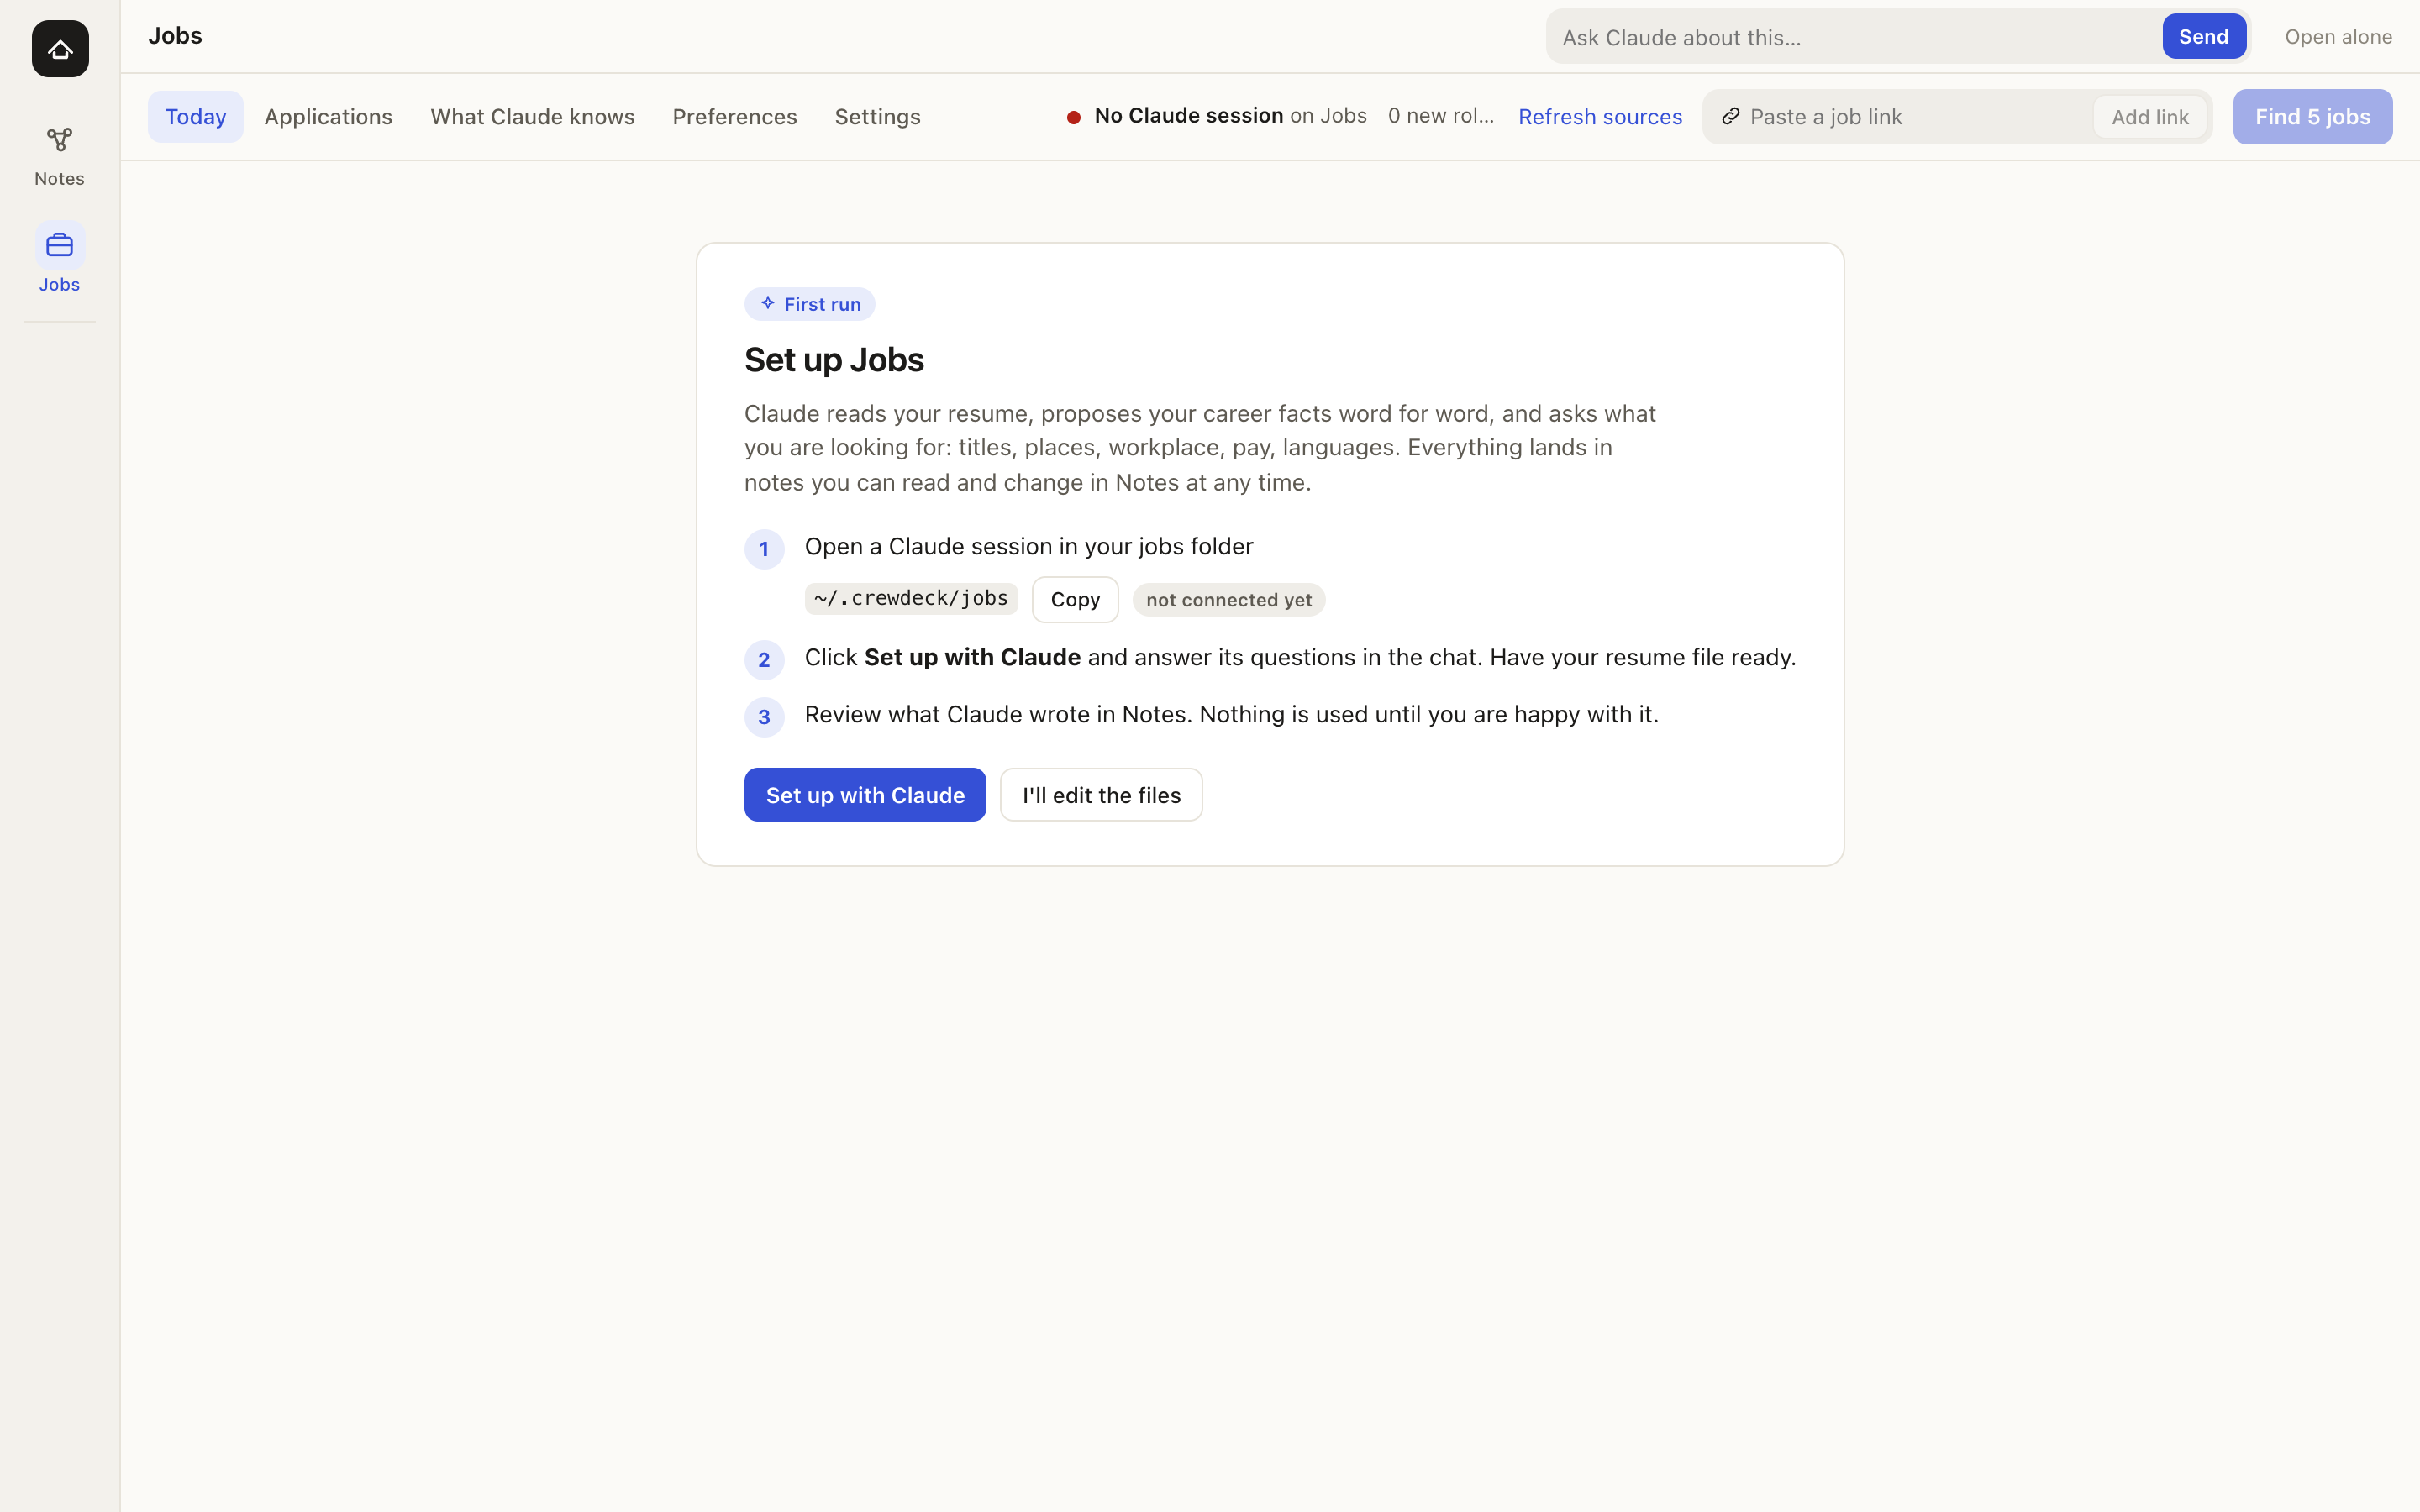 Jobs
Ask Claude about this...
Send
Open alone
Today
Applications
What Claude knows
Preferences
Settings
No Claude session on Jobs
0 new rol...
Refresh sources
Paste a job link
Add link
Find 5 jobs
Notes
Jobs
First run
Set up Jobs
Claude reads your resume, proposes your career facts word for word, and asks what
you are looking for: titles, places, workplace, pay, languages. Everything lands in
notes you can read and change in Notes at any time.
1 Open a Claude session in your jobs folder
~/.crewdeck/jobs Copy not connected yet
2 Click Set up with Claude and answer its questions in the chat. Have your resume file ready.
3 Review what Claude wrote in Notes. Nothing is used until you are happy with it.
Set up with Claude
I'll edit the files